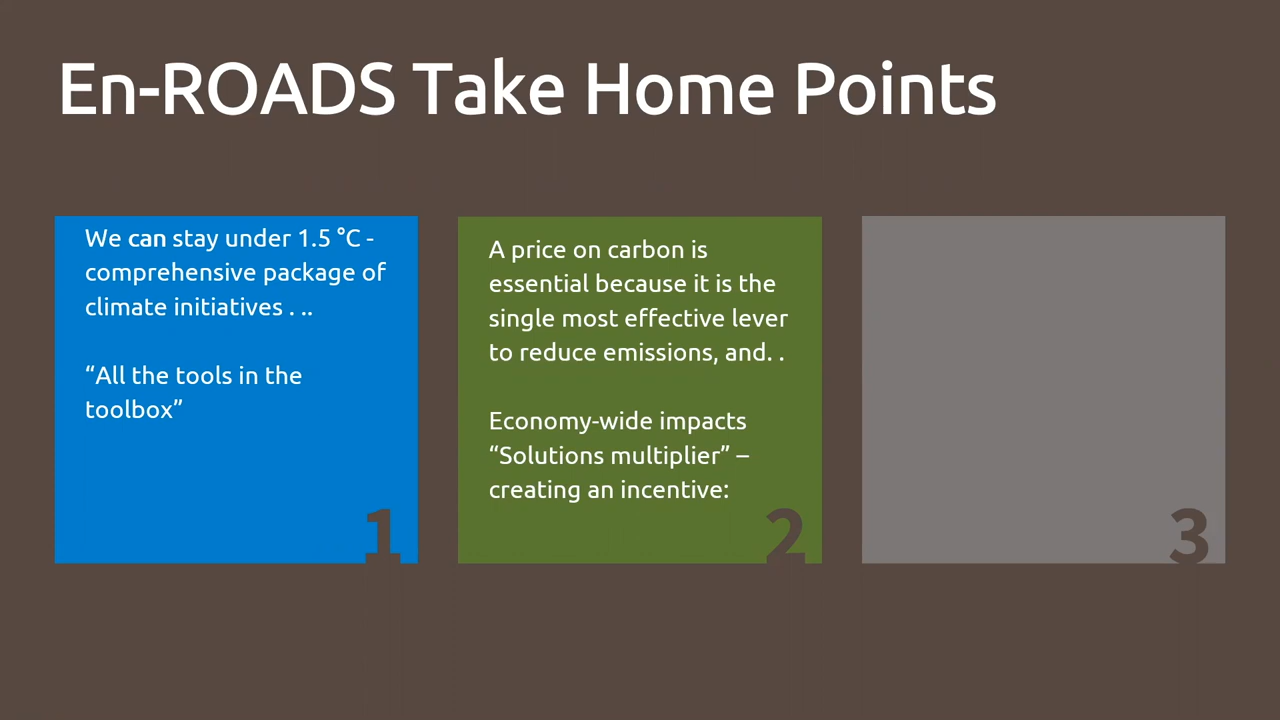 En-ROADS Take Home Points
We can stay under 1.5 °C -
comprehensive package of
climate initiatives . ..
“All the tools in the
toolbox”
1
A price on carbon is
essential because it is the
single most effective lever
to reduce emissions, and. .
Economy-wide impacts
“Solutions multiplier” –
creating an incentive:
2
3